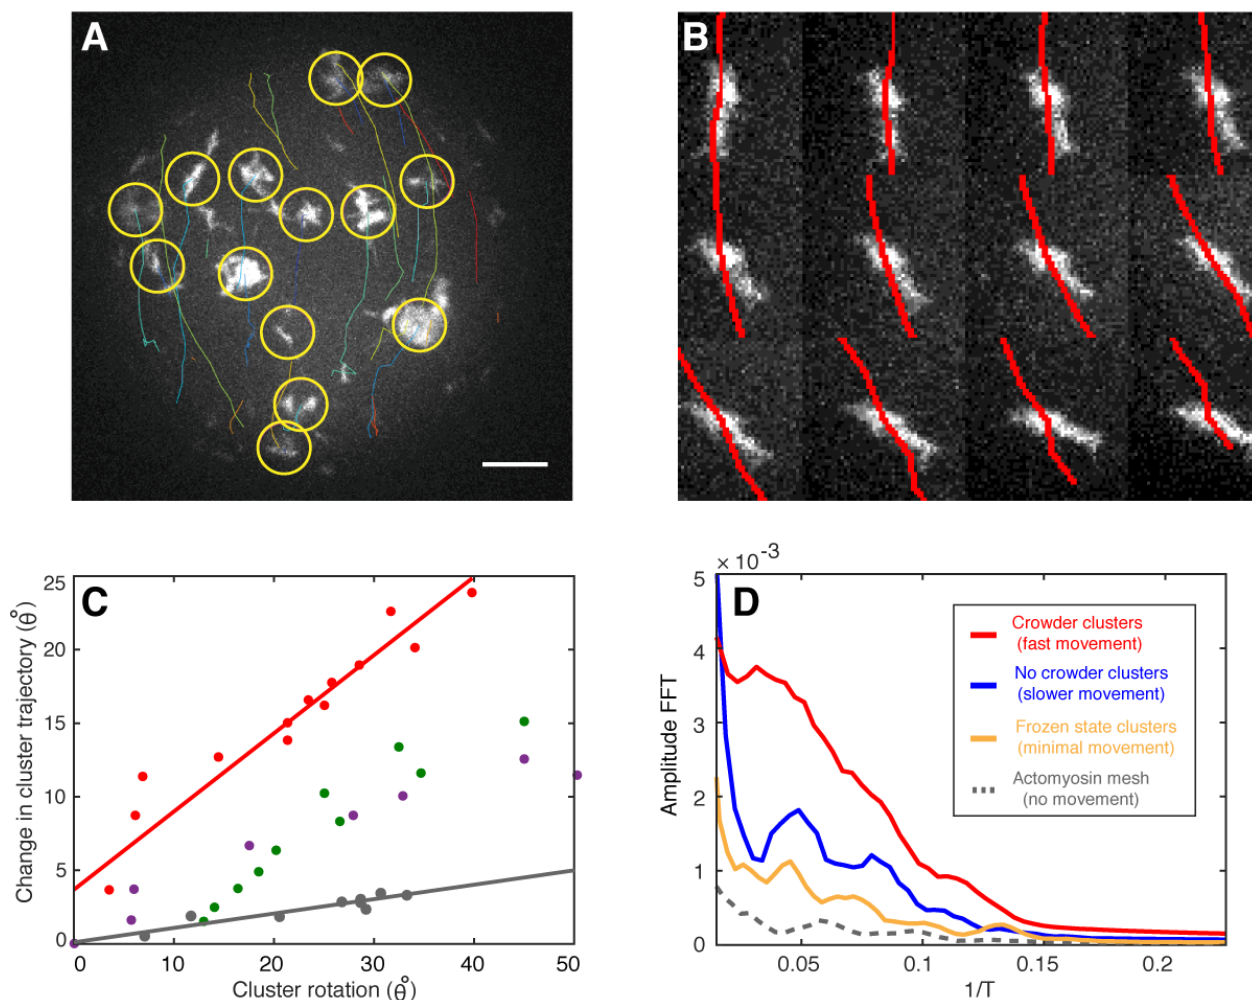 A
B
C
25
20
15
10
5
0
Change in cluster trajectory (θ°)
0
10
20
30
40
50
Cluster rotation (θ°)
D
× 10⁻³
5
4
3
2
1
0
Amplitude FFT
0.05
0.1
0.15
0.2
1/T
Crowder clusters
(fast movement)
No crowder clusters
(slower movement)
Frozen state clusters
(minimal movement)
Actomyosin mesh
(no movement)